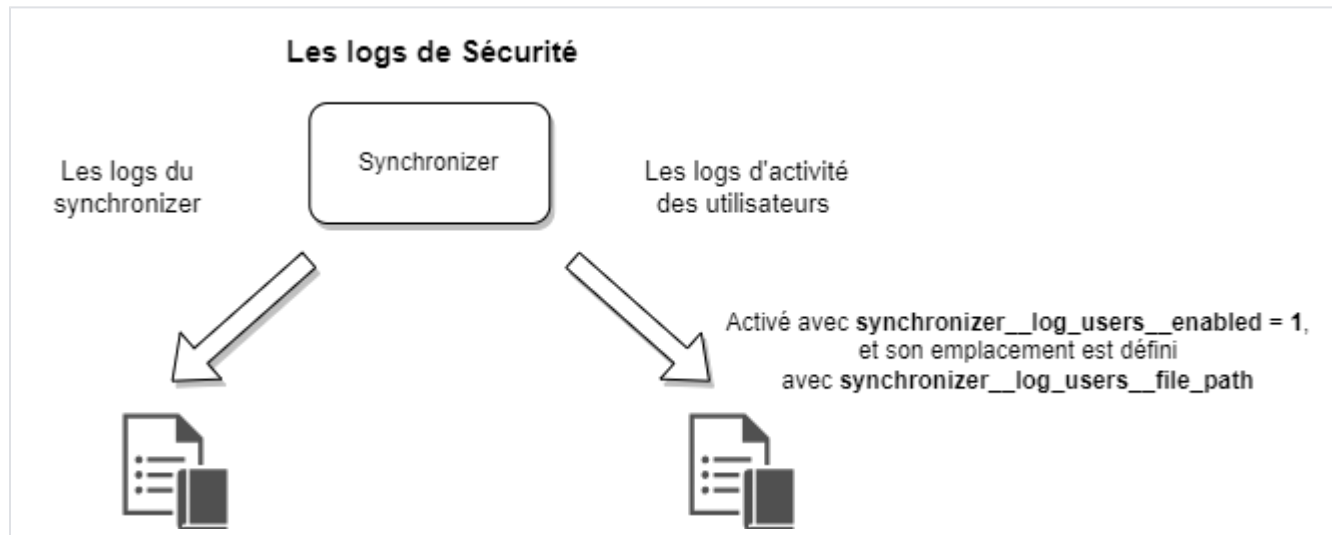 Les logs de Sécurité
Synchronizer
Les logs du
synchronizer
Les logs d'activité
des utilisateurs
Activé avec synchronizer__log_users__enabled = 1,
et son emplacement est défini
avec synchronizer__log_users__file_path